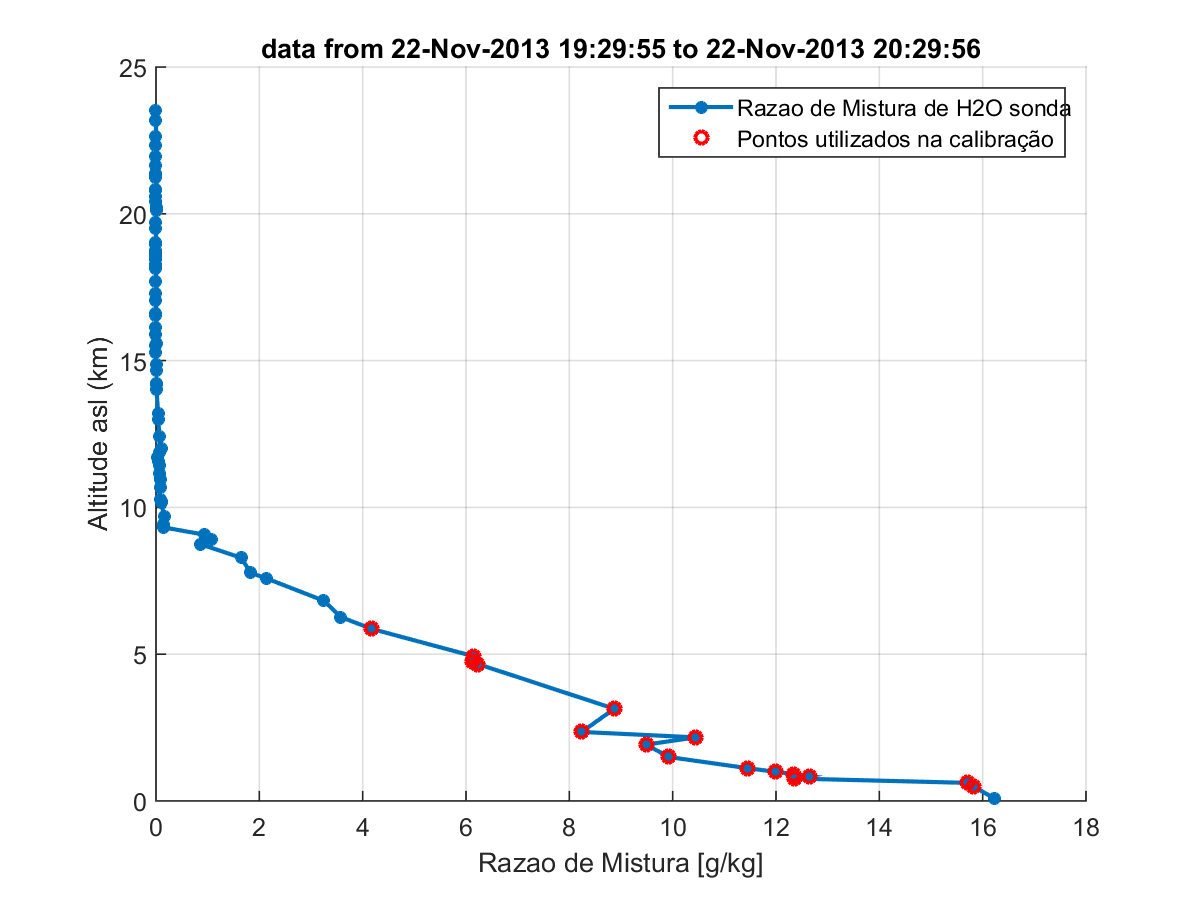 data from 22-Nov-2013 19:29:55 to 22-Nov-2013 20:29:56
Razao de Mistura de H2O sonda
Pontos utilizados na calibração
25
20
15
10
5
0
Altitude asl (km)
0 2 4 6 8 10 12 14 16 18
Razao de Mistura [g/kg]